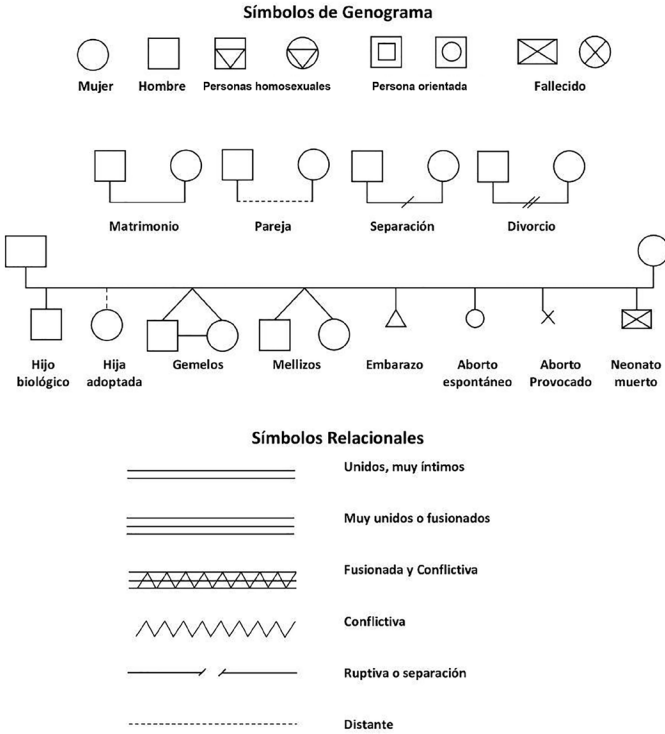 Símbolos de Genograma
Mujer
Hombre
Personas homosexuales
Persona orientada
Fallecido
Matrimonio
Pareja
Separación
Divorcio
Hijo
biológico
Hija
adoptada
Gemelos
Mellizos
Embarazo
Aborto
espontáneo
Aborto
Provocado
Neonato
muerto
Símbolos Relacionales
Unidos, muy íntimos
Muy unidos o fusionados
Fusionada y Conflictiva
Conflictiva
Ruptiva o separación
Distante